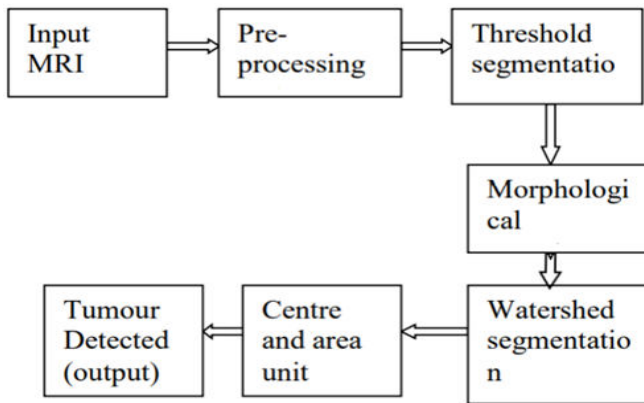 Input
MRI
Pre-
processing
Threshold
segmentatio
Morphologi
cal
Watershed
segmentatio
n
Centre
and area
unit
Tumour
Detected
(output)